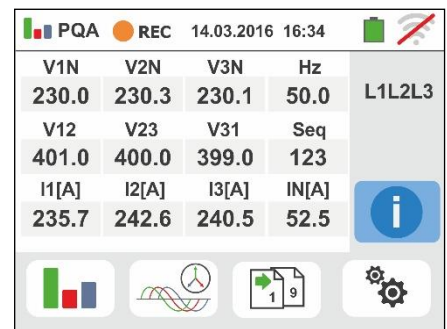 PQA REC 14.03.2016 16:34
V1N V2N V3N Hz
230.0 230.3 230.1 50.0 L1L2L3
V12 V23 V31 Seq
401.0 400.0 399.0 123
I1[A] I2[A] I3[A] IN[A]
235.7 242.6 240.5 52.5
i
1 9